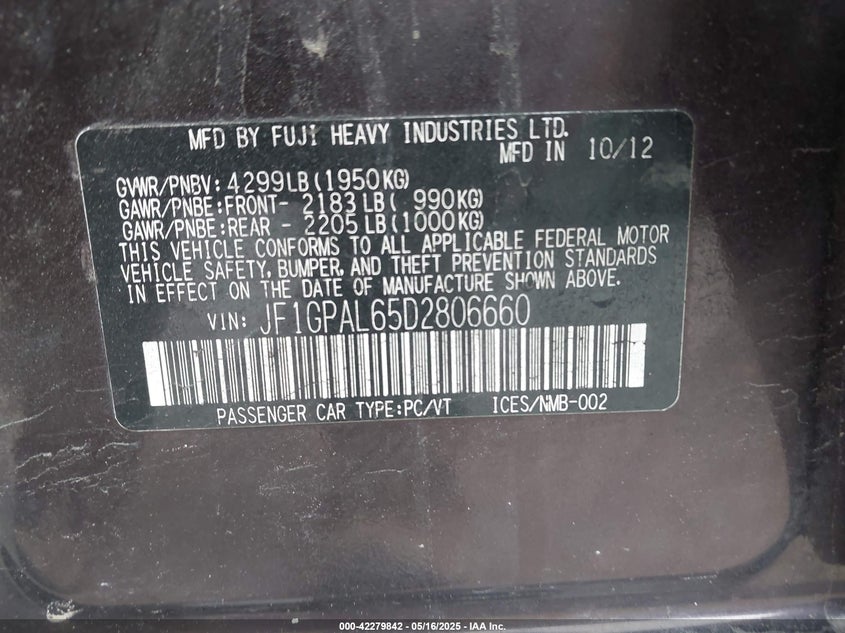 MFD BY FUJI HEAVY INDUSTRIES LTD.
MFD IN 10/12
GVWR/PNBV: 4299LB(1950KG)
GAWR/PNBE:FRONT- 2183LB( 990KG)
GAWR/PNBE:REAR - 2205LB(1000KG)
THIS VEHICLE CONFORMS TO ALL APPLICABLE FEDERAL MOTOR
VEHICLE SAFETY, BUMPER, AND THEFT PREVENTION STANDARDS
IN EFFECT ON THE DATE OF MANUFACTURE SHOWN ABOVE.
VIN: JF1GPAL65D2806660
PASSENGER CAR TYPE:PC/VT ICES/NMB-002
000-42279842 - 05/16/2025 - IAA Inc.